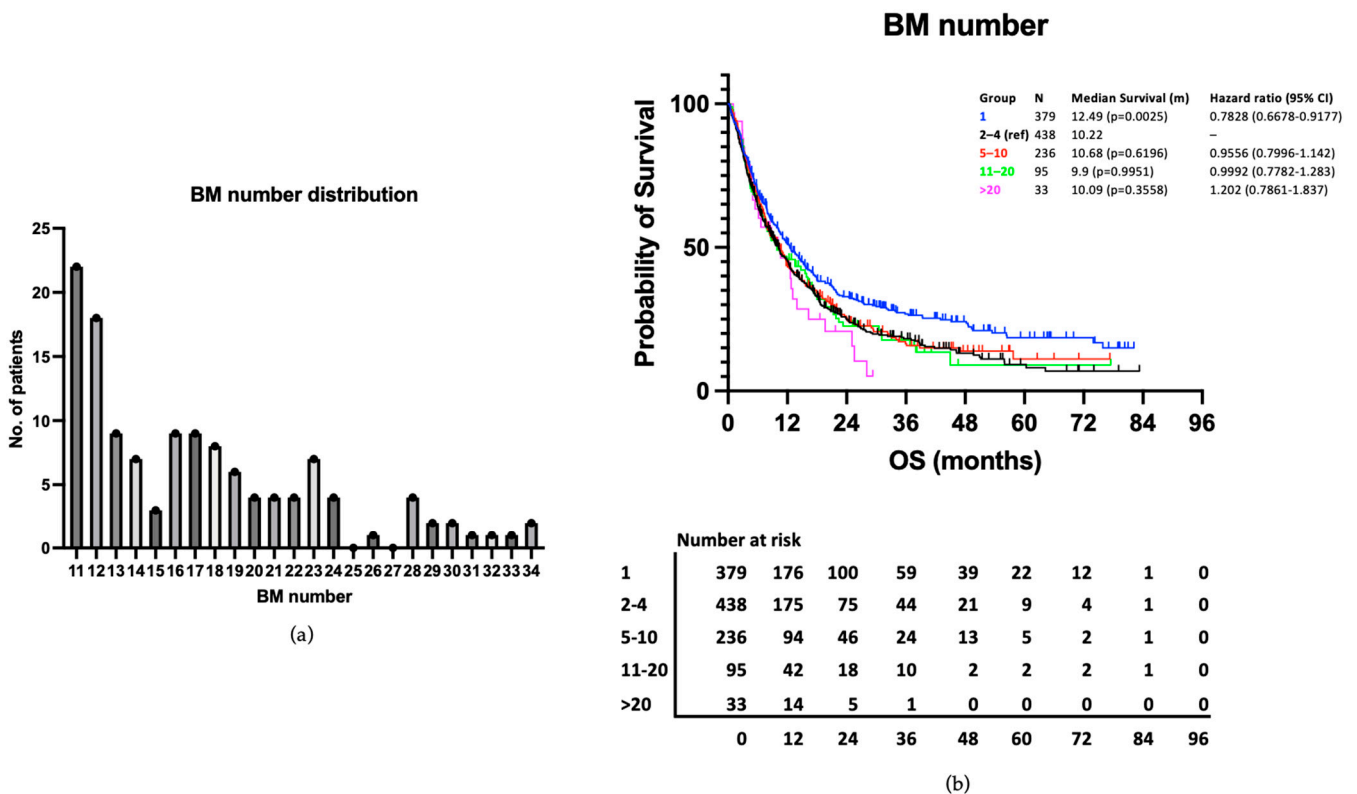 BM number distribution
No. of patients
25
20
15
10
5
0
11 12 13 14 15 16 17 18 19 20 21 22 23 24 25 26 27 28 29 30 31 32 33 34
BM number
(a)
BM number
Probability of Survival
100
50
0
Group N Median Survival (m) Hazard ratio (95% CI)
1 379 12.49 (p=0.0025) 0.7828 (0.6678-0.9177)
2–4 (ref) 438 10.22 –
5–10 236 10.68 (p=0.6196) 0.9556 (0.7996-1.142)
11–20 95 9.9 (p=0.9951) 0.9992 (0.7782-1.283)
>20 33 10.09 (p=0.3558) 1.202 (0.7861-1.837)
0 12 24 36 48 60 72 84 96
OS (months)
Number at risk
1 379 176 100 59 39 22 12 1 0
2-4 438 175 75 44 21 9 4 1 0
5-10 236 94 46 24 13 5 2 1 0
11-20 95 42 18 10 2 2 2 1 0
>20 33 14 5 1 0 0 0 0 0
0 12 24 36 48 60 72 84 96
(b)